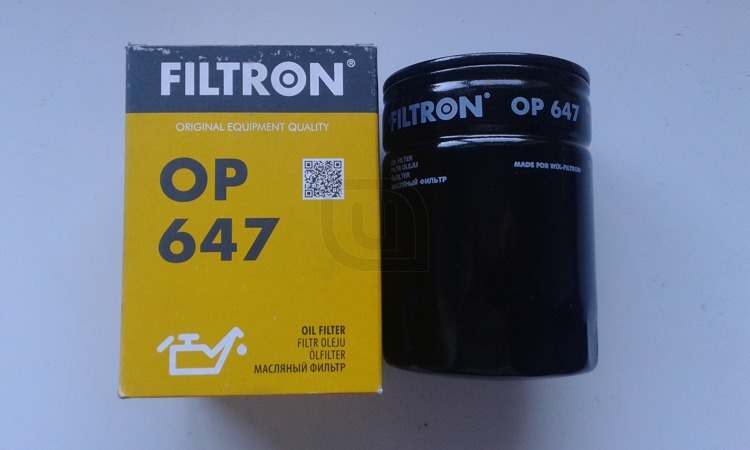 FILTRON®
ORIGINAL EQUIPMENT QUALITY
OP
647
OIL FILTER
FILTR OLEJU
ÖLFILTER
МАСЛЯНЫЙ ФИЛЬТР
FILTRON® OP 647
OIL FILTER
FILTR OLEJU
ÖLFILTER
МАСЛЯНЫЙ ФИЛЬТР
MADE FOR WIX-FILTRON